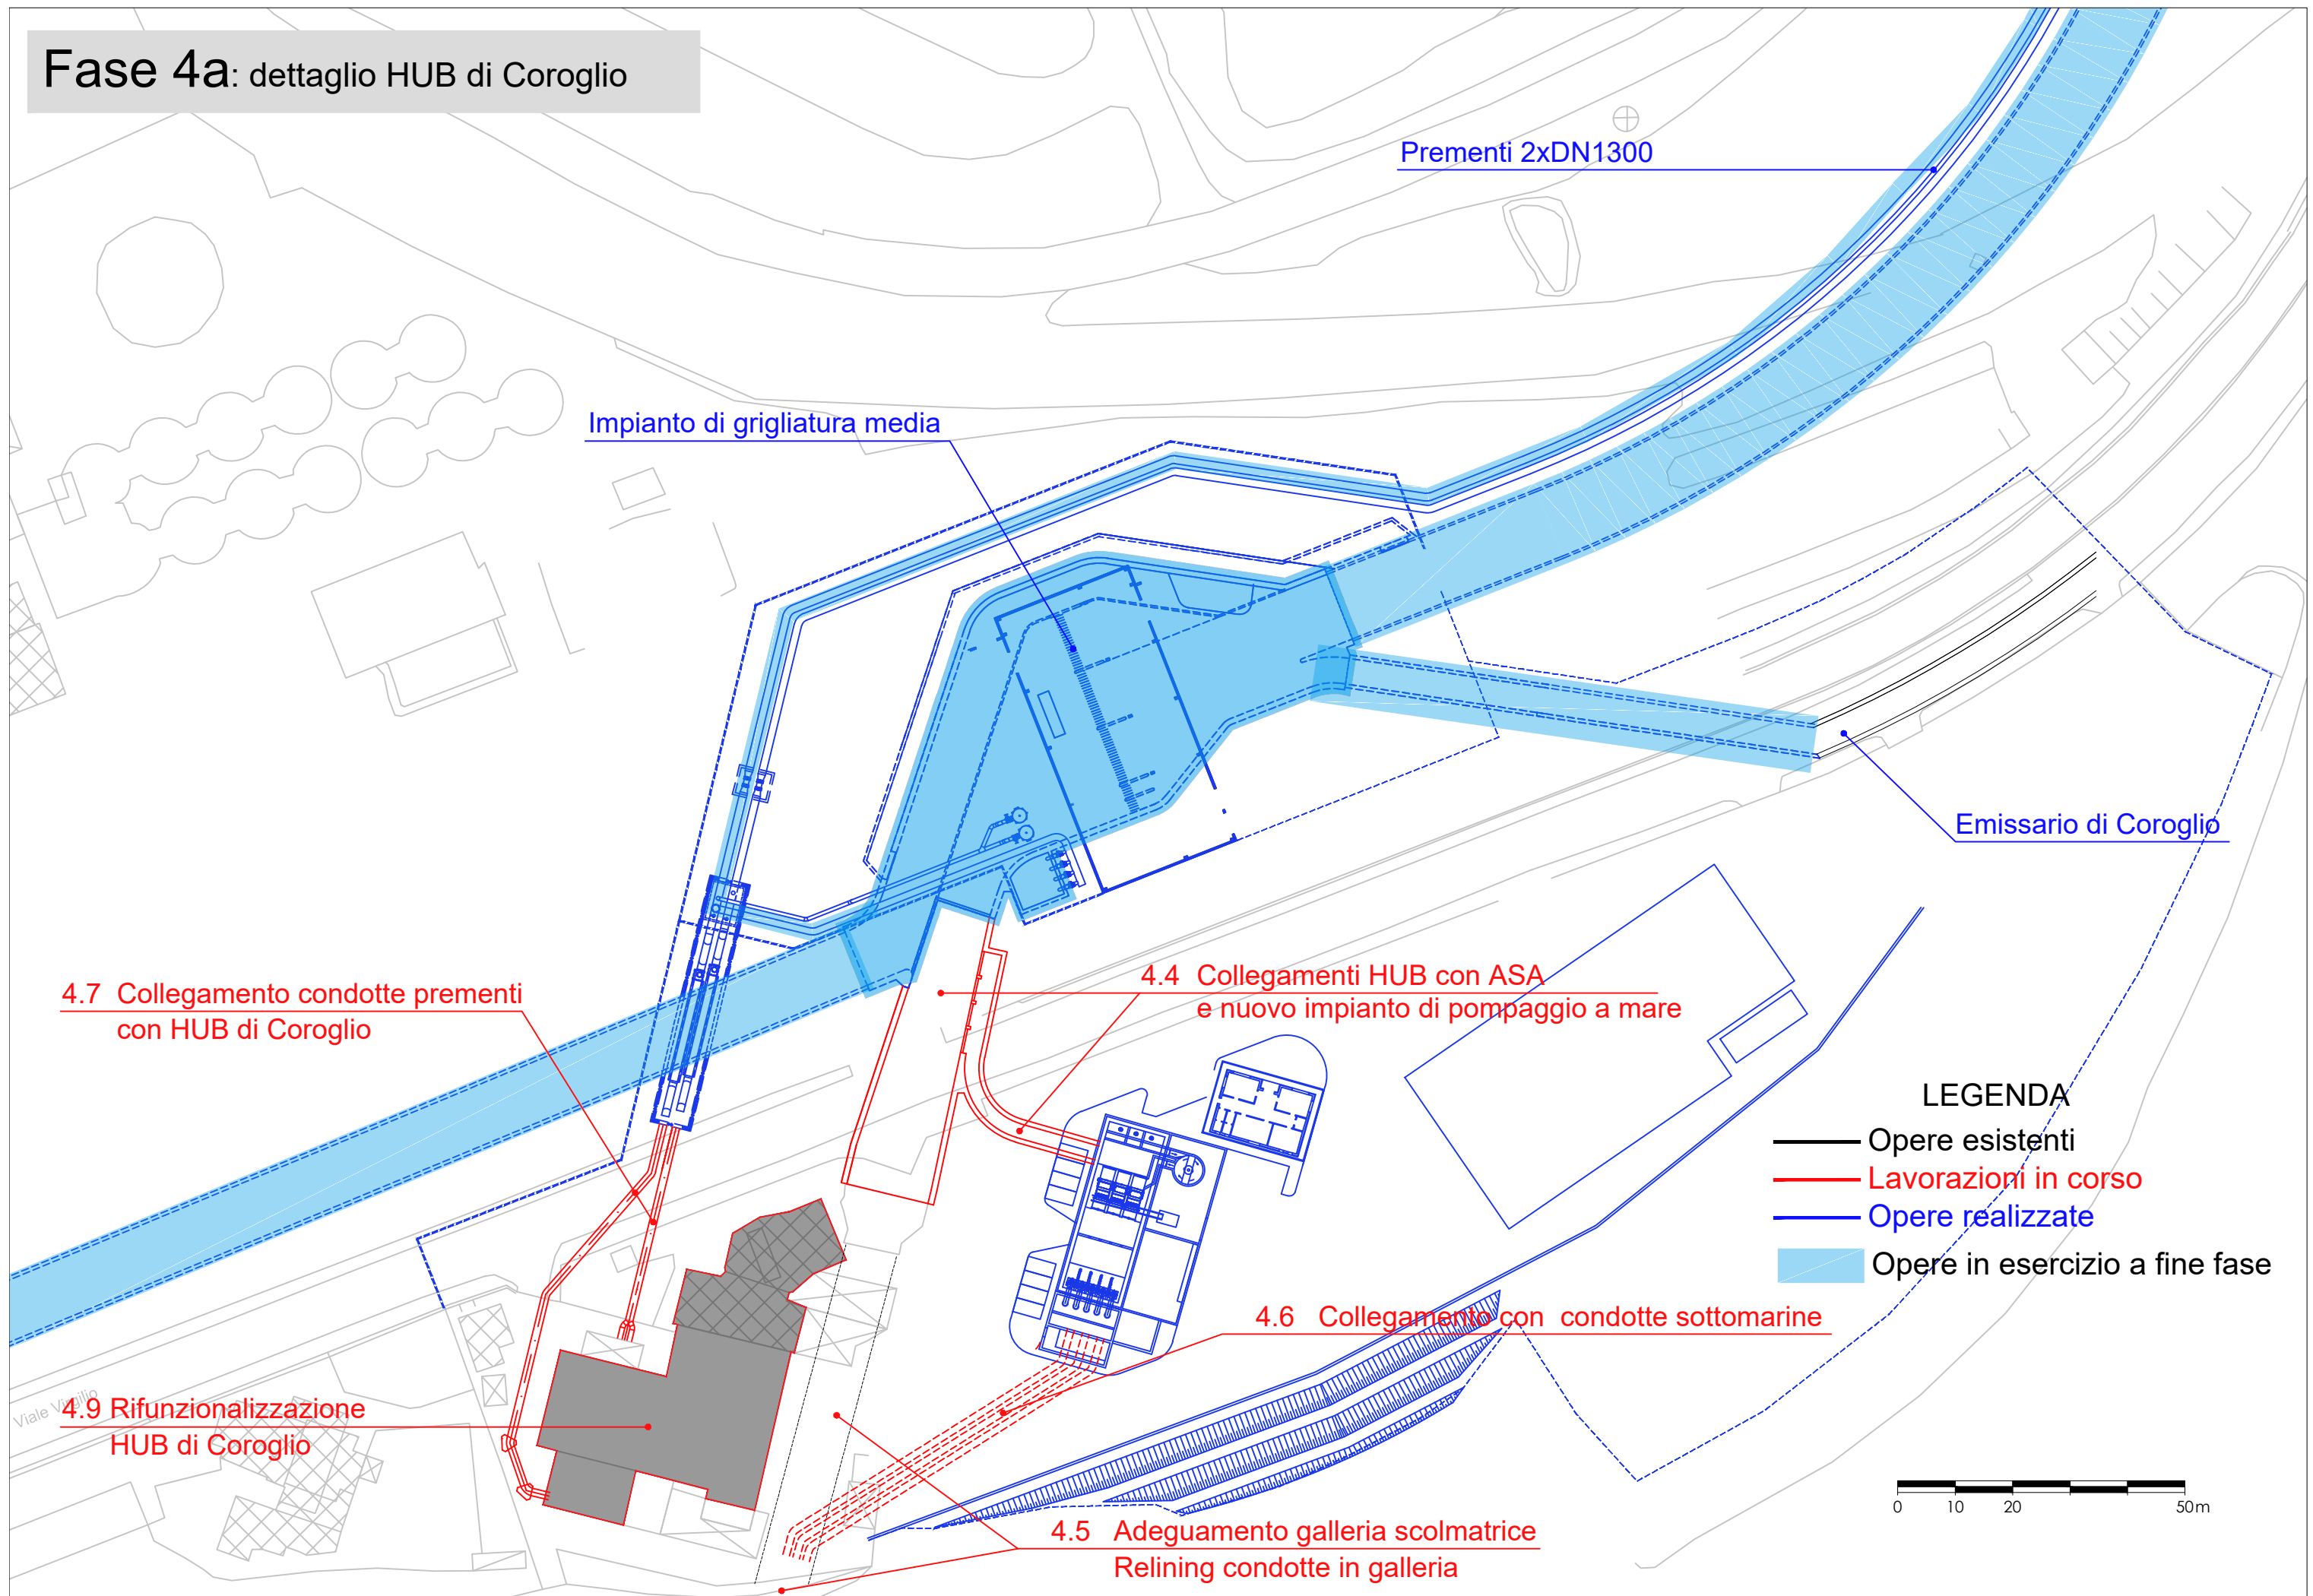 Fase 4a: dettaglio HUB di Coroglio
Prementi 2xDN1300
Impianto di grigliatura media
Emissario di Coroglio
4.7 Collegamento condotte prementi
con HUB di Coroglio
4.4 Collegamenti HUB con ASA
e nuovo impianto di pompaggio a mare
LEGENDA
Opere esistenti
Lavorazioni in corso
Opere realizzate
Opere in esercizio a fine fase
4.6 Collegamento con condotte sottomarine
Viale Virgilio
4.9 Rifunzionalizzazione
HUB di Coroglio
0 10 20 50m
4.5 Adeguamento galleria scolmatrice
Relining condotte in galleria